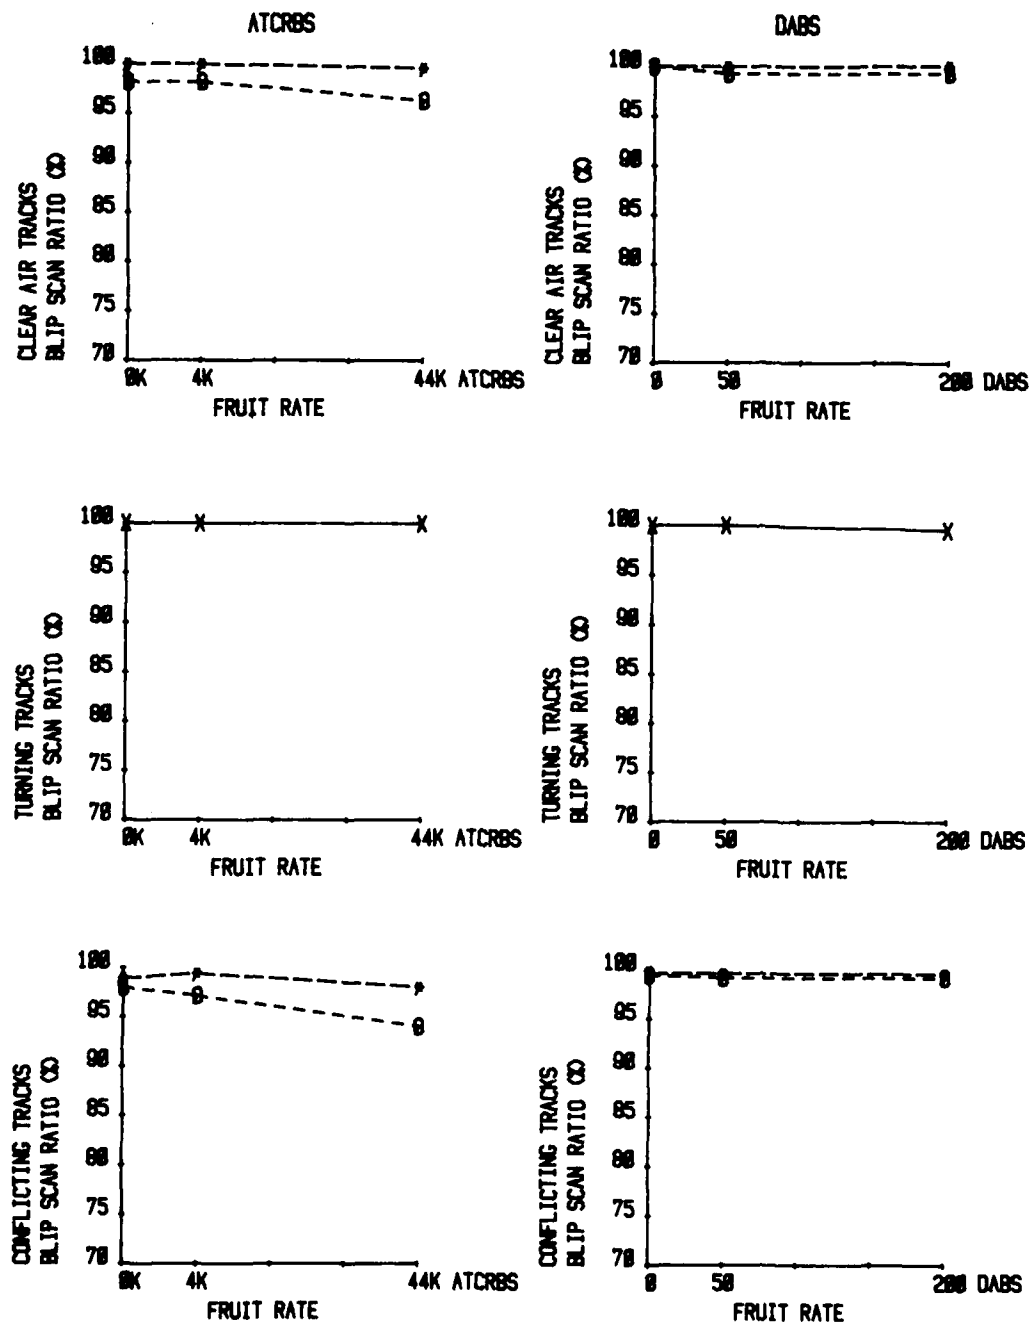 ATCRBS
DABS
100
95
90
85
80
75
70
CLEAR AIR TRACKS
BLIP SCAN RATIO (%)
0K 4K 44K ATCRBS
FRUIT RATE
100
95
90
85
80
75
70
CLEAR AIR TRACKS
BLIP SCAN RATIO (%)
0 50 200 DABS
FRUIT RATE
100
95
90
85
80
75
70
TURNING TRACKS
BLIP SCAN RATIO (%)
0K 4K 44K ATCRBS
FRUIT RATE
100
95
90
85
80
75
70
TURNING TRACKS
BLIP SCAN RATIO (%)
0 50 200 DABS
FRUIT RATE
100
95
90
85
80
75
70
CONFLICTING TRACKS
BLIP SCAN RATIO (%)
0K 4K 44K ATCRBS
FRUIT RATE
100
95
90
85
80
75
70
CONFLICTING TRACKS
BLIP SCAN RATIO (%)
0 50 200 DABS
FRUIT RATE